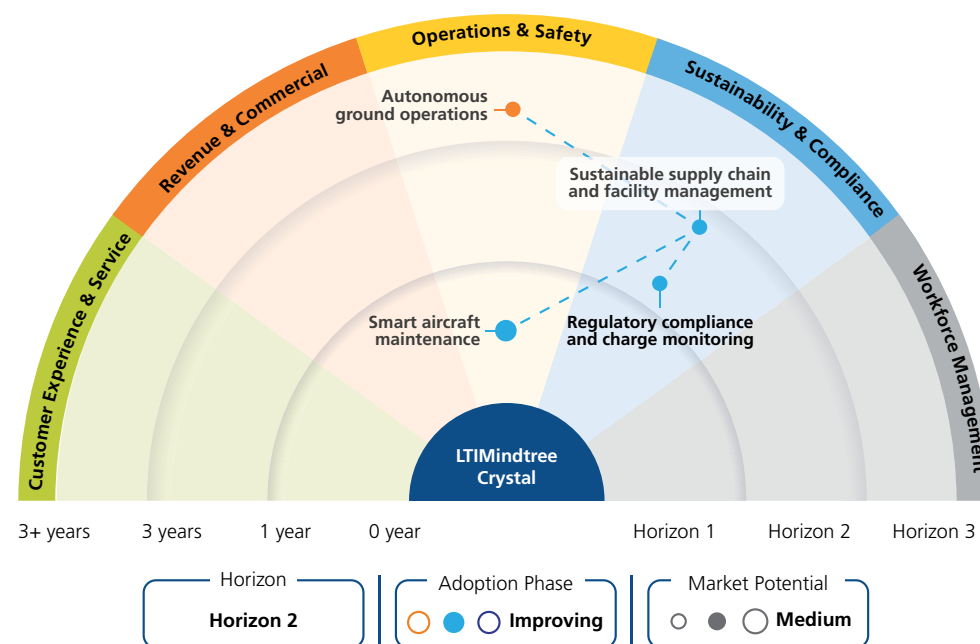 Operations & Safety
Revenue & Commercial
Sustainability & Compliance
Customer Experience & Service
Workforce Management
Autonomous
ground operations
Sustainable supply chain
and facility management
Smart aircraft
maintenance
Regulatory compliance
and charge monitoring
LTIMindtree
Crystal
3+ years
3 years
1 year
0 year
Horizon 1
Horizon 2
Horizon 3
Horizon
Horizon 2
Adoption Phase
Improving
Market Potential
Medium